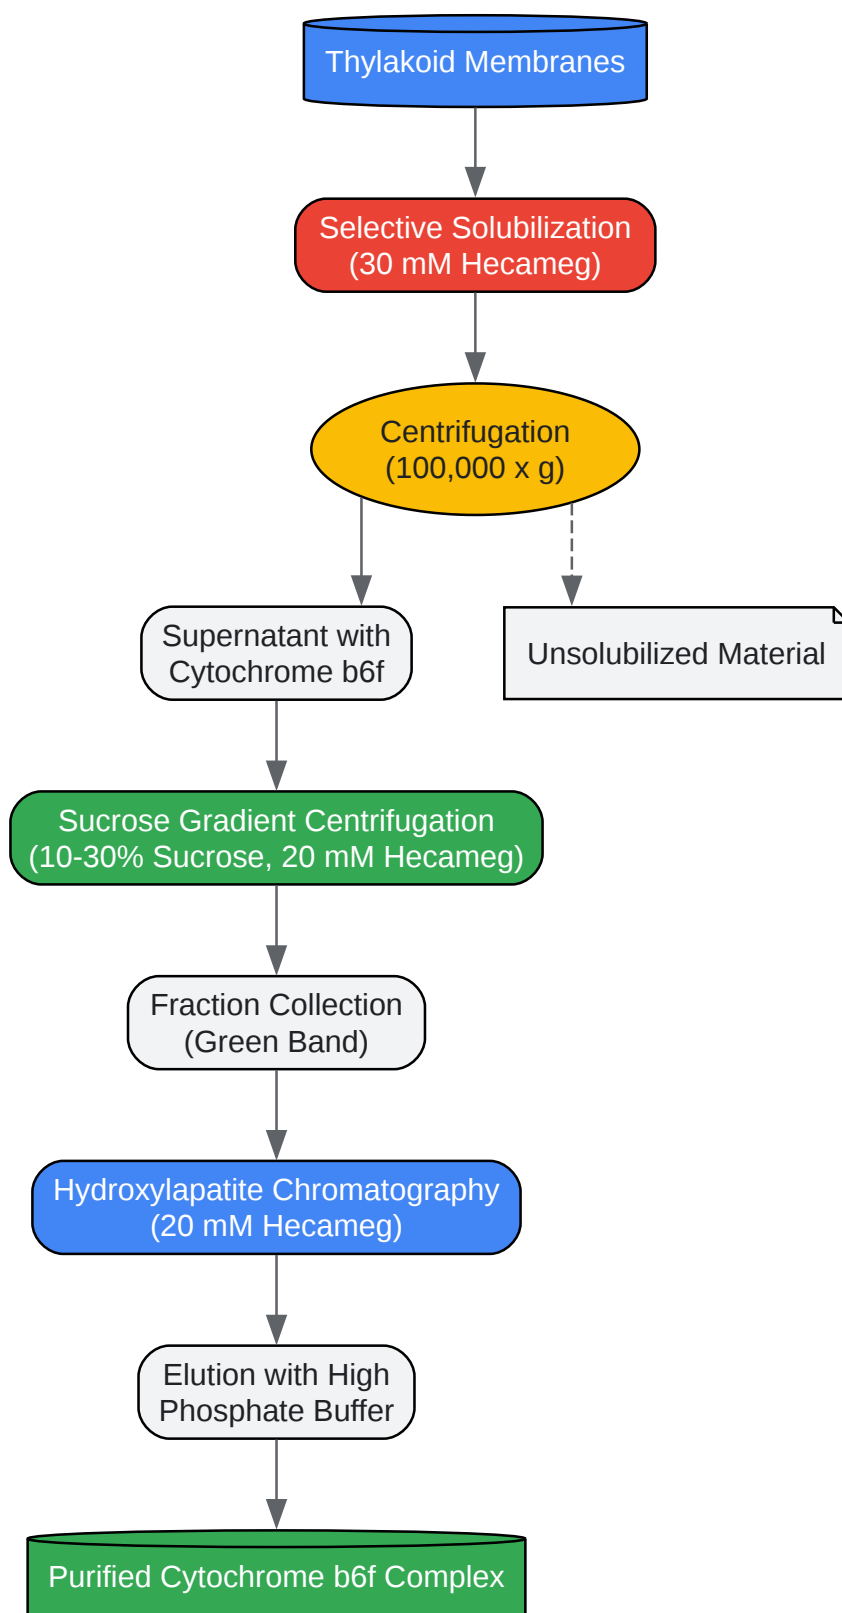 Thylakoid Membranes
Selective Solubilization
(30 mM Hecameg)
Centrifugation
(100,000 x g)
Supernatant with
Cytochrome b6f
Unsolubilized Material
Sucrose Gradient Centrifugation
(10-30% Sucrose, 20 mM Hecameg)
Fraction Collection
(Green Band)
Hydroxylapatite Chromatography
(20 mM Hecameg)
Elution with High
Phosphate Buffer
Purified Cytochrome b6f Complex